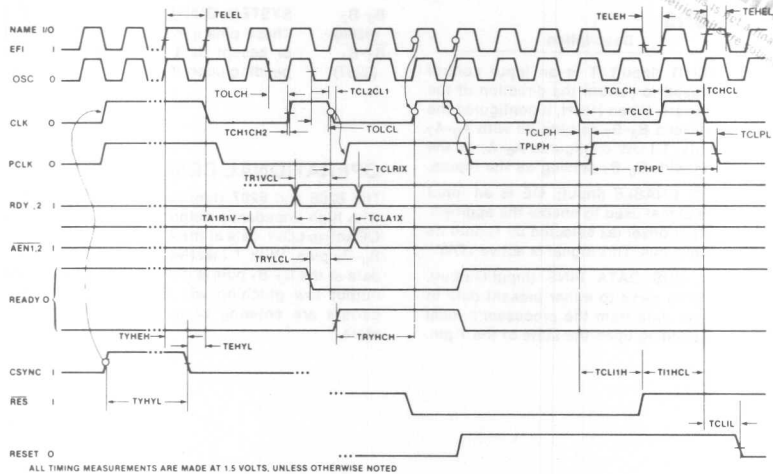 TELEL
TELEH
TEHEL
NAME I/O
EFI I
OSC O
TOLCH
TCL2CL1
TCLCH
TCHCL
TCLCL
CLK O
TCH1CH2
TOLCL
TCLPH
TCLPL
TPLPH
PCLK O
TCLRIX
TPHPL
TR1VCL
RDY ,2 I
TA1R1V
TCLA1X
AEN1,2 I
TRYLCL
READY O
TYHEH
TRYHCH
TEHYL
TCLI1H
TI1HCL
CSYNC I
TYHYL
RES I
TCLIL
RESET O
ALL TIMING MEASUREMENTS ARE MADE AT 1.5 VOLTS, UNLESS OTHERWISE NOTED